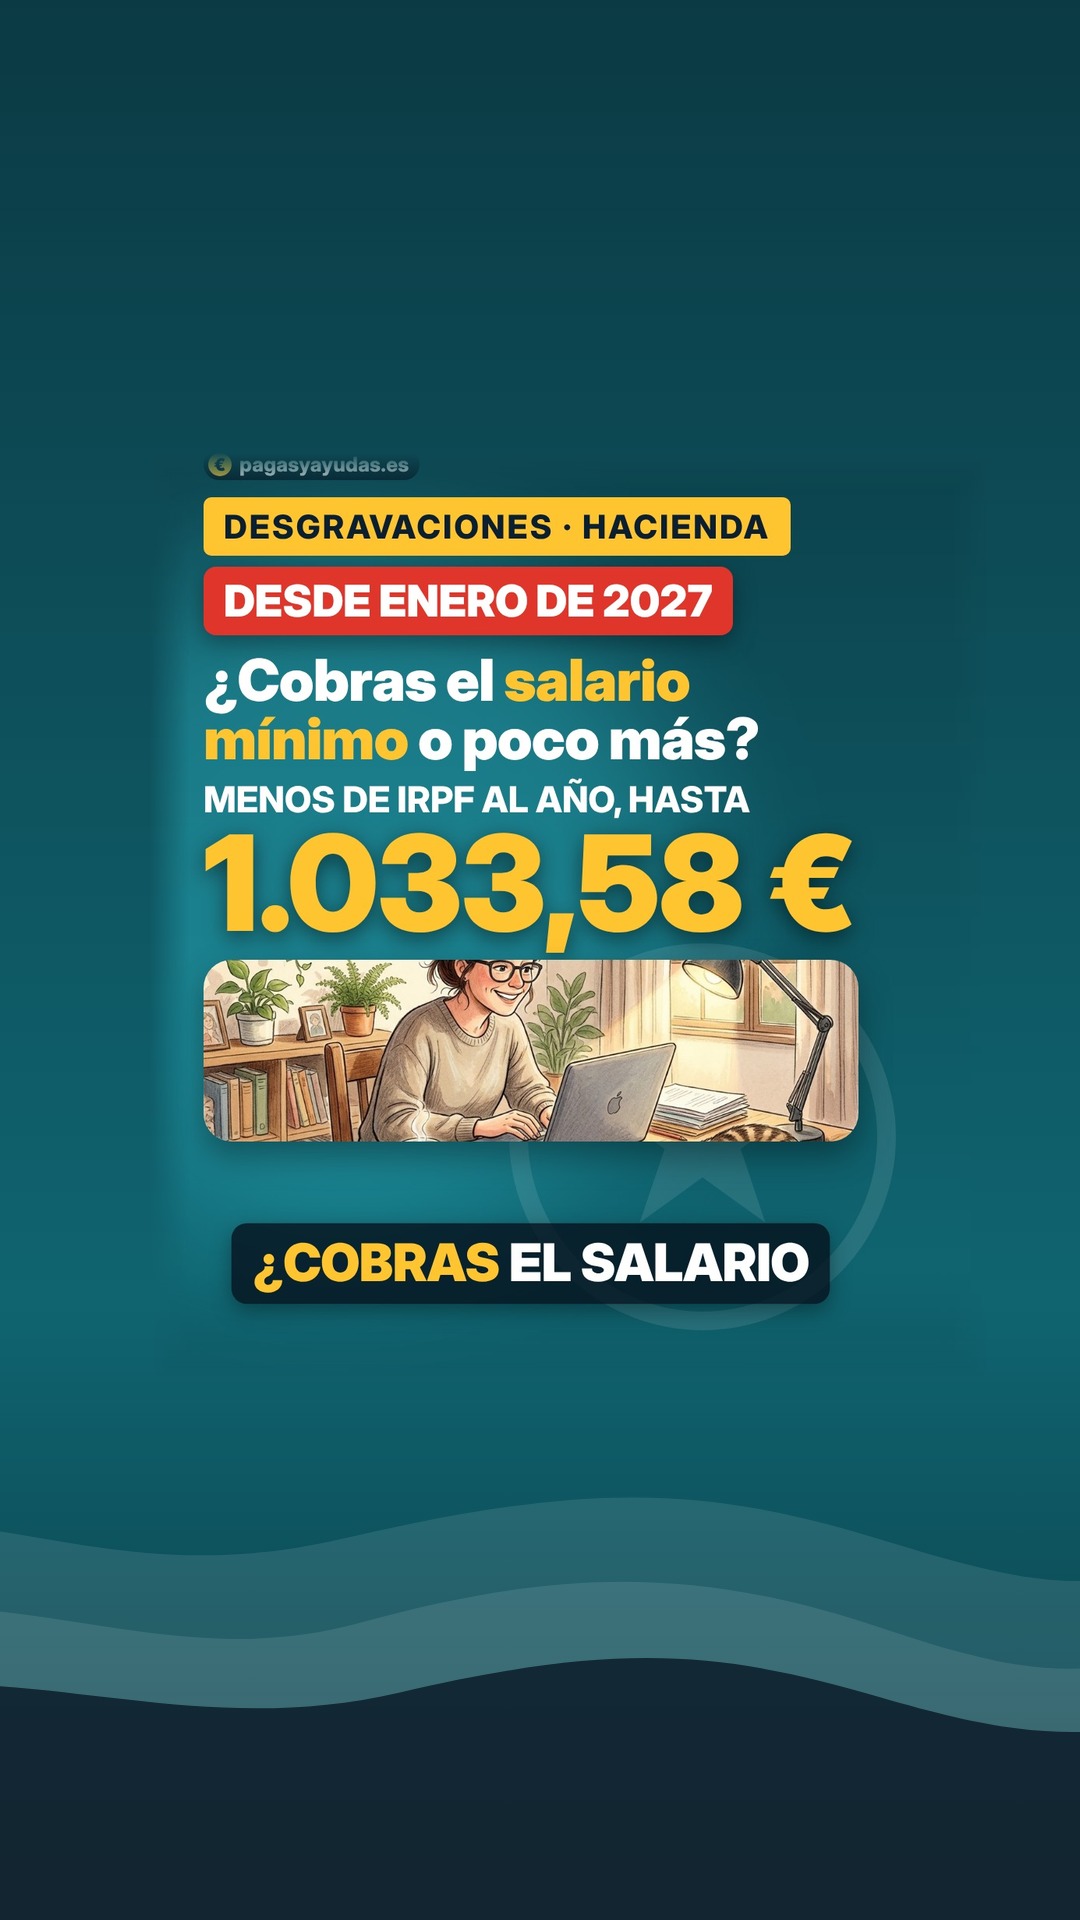 pagasyayudas.es
DESGRAVACIONES · HACIENDA
DESDE ENERO DE 2027
¿Cobras el salario
mínimo o poco más?
MENOS DE IRPF AL AÑO, HASTA
1.033,58 €
¿COBRAS EL SALARIO